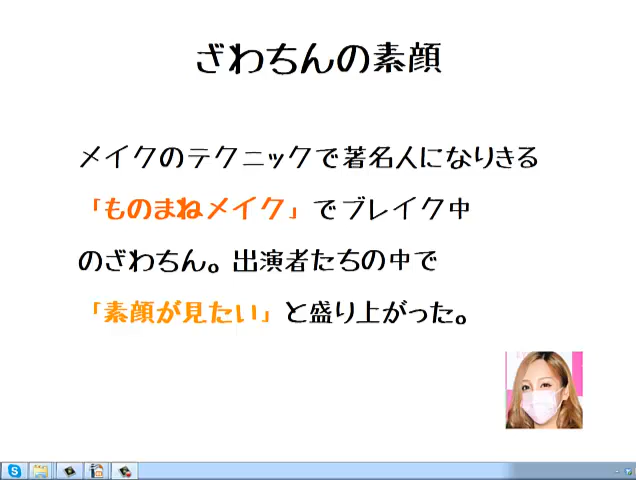 ざわちんの素顔
メイクのテクニックで著名人になりきる
「ものまねメイク」でブレイク中
のざわちん。出演者たちの中で
「素顔が見たい」と盛り上がった。